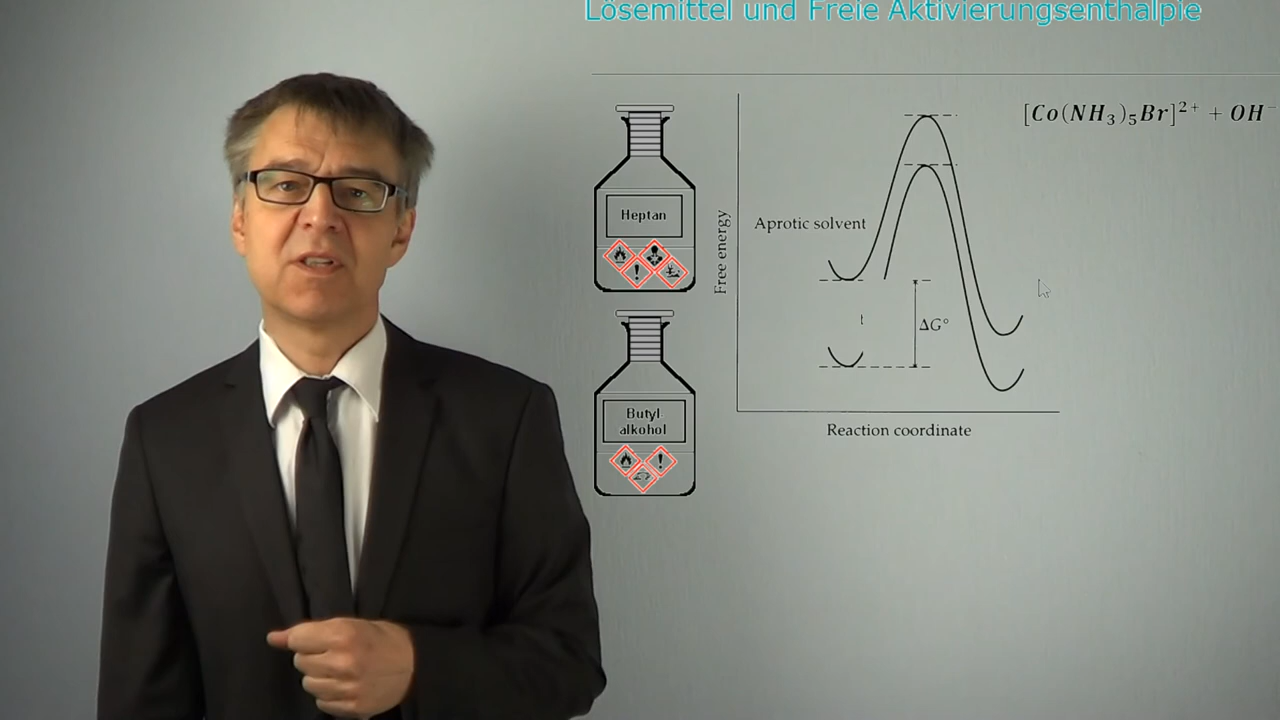 Lösemittel und Freie Aktivierungsenthalpie
Heptan
Butyl-
alkohol
Free energy
Aprotic solvent
ΔG°
Reaction coordinate
[Co(NH₃)₅Br]²⁺ + OH⁻